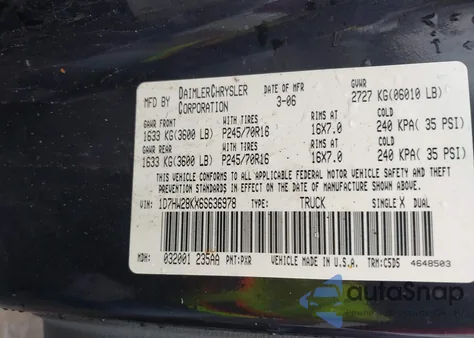 MFD BY DAIMLERCHRYSLER CORPORATION DATE OF MFR 3-06 GVWR 2727 KG(06010 LB)
GAWR FRONT WITH TIRES RIMS AT COLD
1633 KG(3600 LB) P245/70R16 16X7.0 240 KPA( 35 PSI)
GAWR REAR WITH TIRES RIMS AT COLD
1633 KG(3600 LB) P245/70R16 16X7.0 240 KPA( 35 PSI)
THIS VEHICLE CONFORMS TO ALL APPLICABLE FEDERAL MOTOR VEHICLE SAFETY AND THEFT
PREVENTION STANDARDS IN EFFECT ON THE DATE OF MANUFACTURE SHOWN ABOVE.
VIN: 1D7HW28KX6S636978 TYPE: TRUCK SINGLE X DUAL
MDH: 032001 235AA PNT:PXR VEHICLE MADE IN U.S.A. TRM:C5D5 4648503
autoSnap